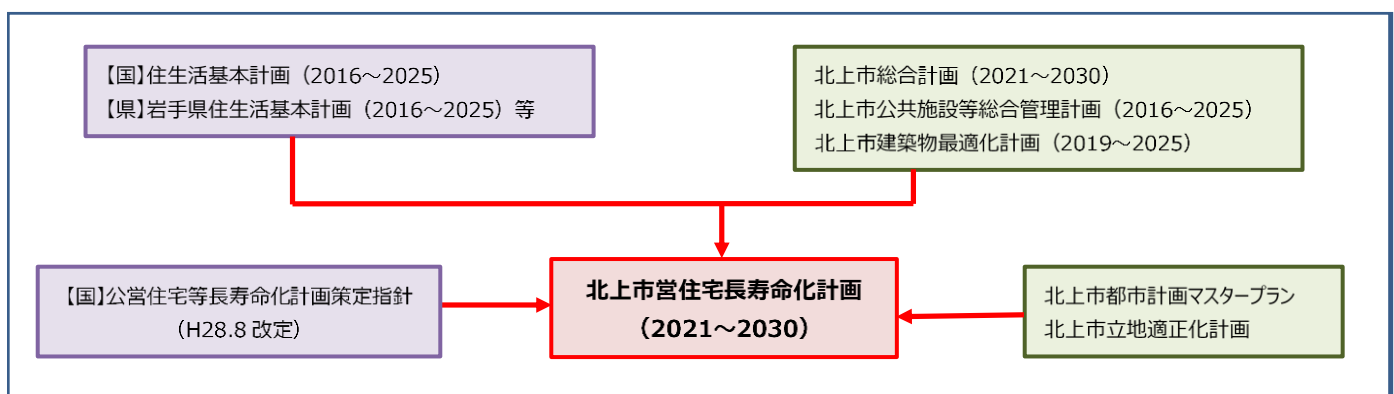 【国】住生活基本計画（2016～2025）
【県】岩手県住生活基本計画（2016～2025）等
北上市総合計画（2021～2030）
北上市公共施設等総合管理計画（2016～2025）
北上市建築物最適化計画（2019～2025）
【国】公営住宅等長寿命化計画策定指針
（H28.8 改定）
北上市営住宅長寿命化計画
（2021～2030）
北上市都市計画マスタープラン
北上市立地適正化計画